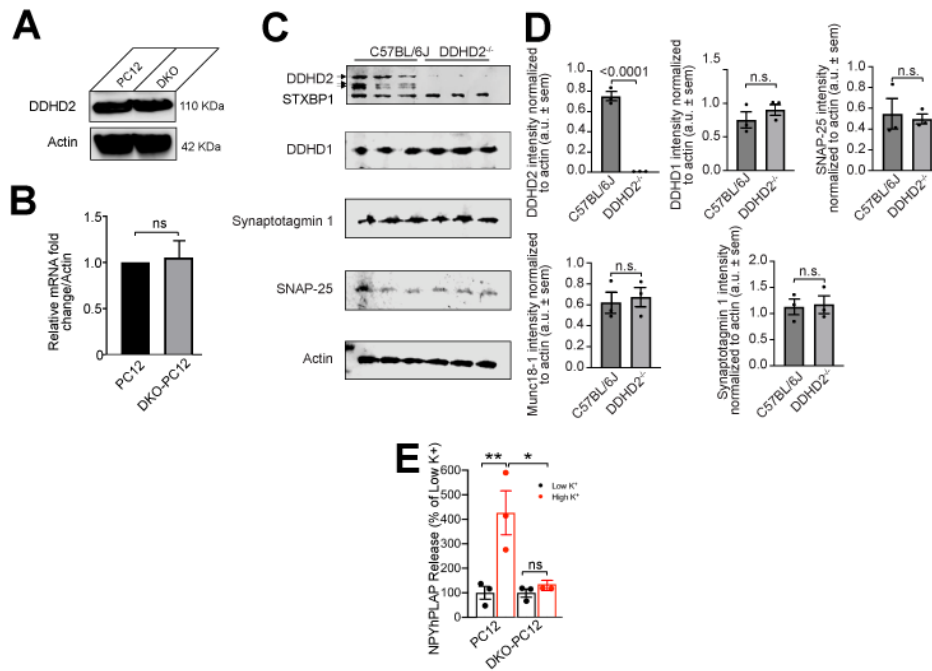 A
PC12
DKO
DDHD2
110 KDa
Actin
42 KDa
B
Relative mRNA fold
change/Actin
1.5
1.0
0.5
0.0
ns
PC12
DKO-PC12
C
C57BL/6J DDHD2-/-
DDHD2
STXBP1
DDHD1
Synaptotagmin 1
SNAP-25
Actin
D
DDHD2 intensity normalized
to actin (a.u. ± sem)
1.0
0.8
0.6
0.4
0.2
0.0
<0.0001
C57BL/6J
DDHD2-/-
DDHD1 intensity normalized
to actin (a.u. ± sem)
1.5
1.0
0.5
0.0
n.s.
C57BL/6J
DDHD2-/-
SNAP-25 intensity
normalized to actin (a.u. ± sem)
1.0
0.8
0.6
0.4
0.2
0.0
n.s.
C57BL/6J
DDHD2-/-
Munc18-1 intensity normalized
to actin (a.u. ± sem)
1.0
0.8
0.6
0.4
0.2
0.0
n.s.
C57BL/6J
DDHD2-/-
Synaptotagmin 1 intensity
normalized to actin (a.u. ± sem)
2.0
1.5
1.0
0.5
0.0
n.s.
C57BL/6J
DDHD2-/-
E
NPYhPLAP Release (% of Low K+)
600
500
400
300
200
100
0
**
*
ns
Low K+
High K+
PC12
DKO-PC12